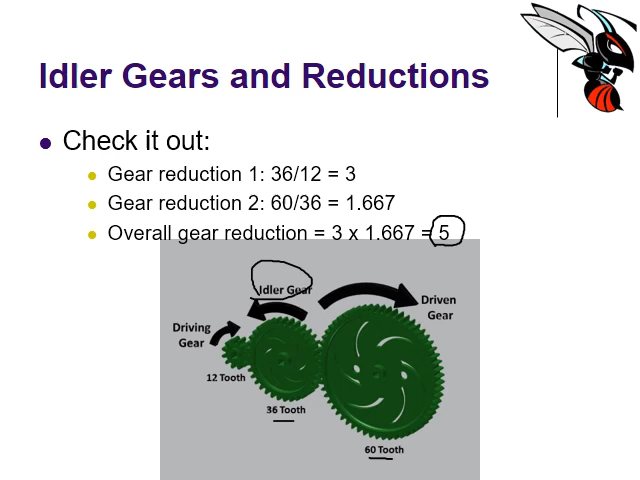 Idler Gears and Reductions
Check it out:
Gear reduction 1: 36/12 = 3
Gear reduction 2: 60/36 = 1.667
Overall gear reduction = 3 x 1.667 = 5
Idler Gear
Driven
Gear
Driving
Gear
12 Tooth
36 Tooth
60 Tooth